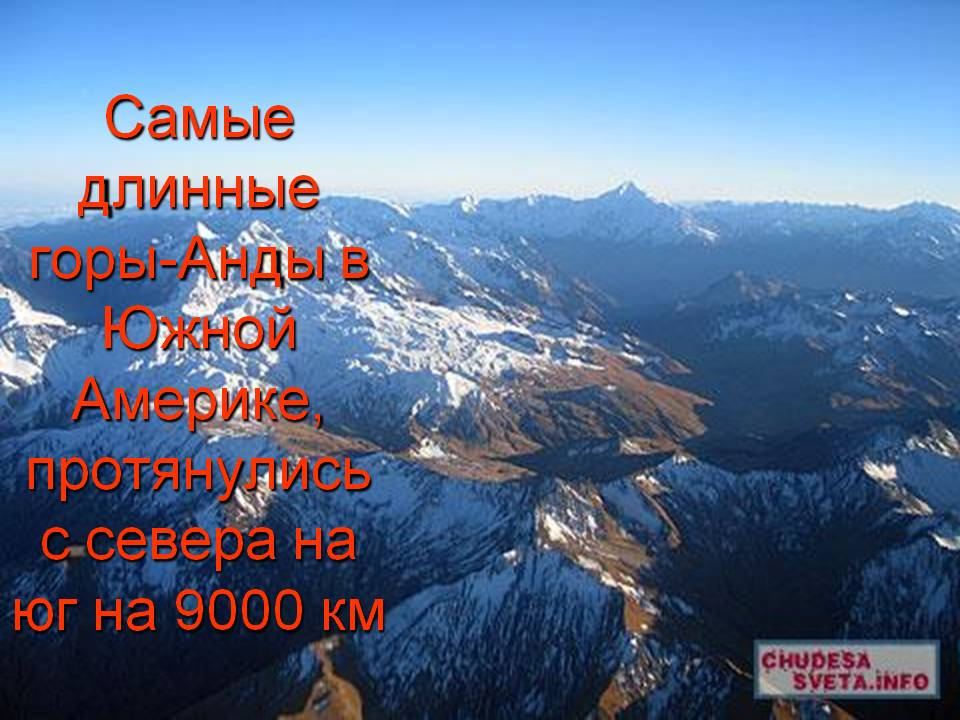 Самые
длинные
горы-Анды в
Южной
Америке,
протянулись
с севера на
юг на 9000 км
CHUDESA
SVETA.INFO